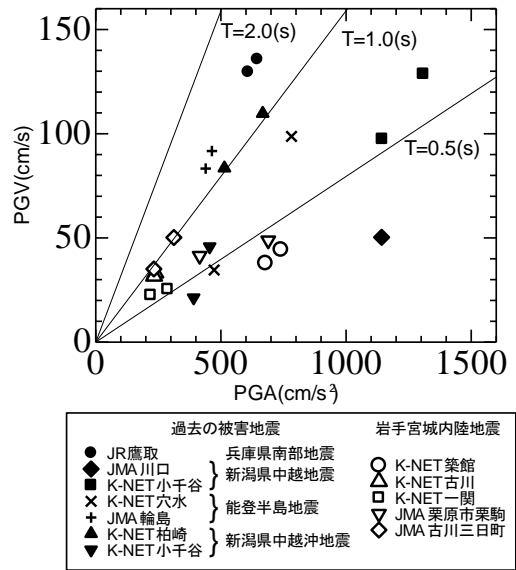 150
100
50
0
0
500
1000
1500
PGV(cm/s)
PGA(cm/s²)
T=2.0(s)
T=1.0(s)
T=0.5(s)
過去の被害地震
JR鷹取 兵庫県南部地震
JMA川口
K-NET小千谷
新潟県中越地震
K-NET穴水
JMA輪島
能登半島地震
K-NET柏崎
K-NET小千谷
新潟県中越沖地震
岩手宮城内陸地震
K-NET築館
K-NET古川
K-NET一関
JMA栗原市栗駒
JMA古川三日町